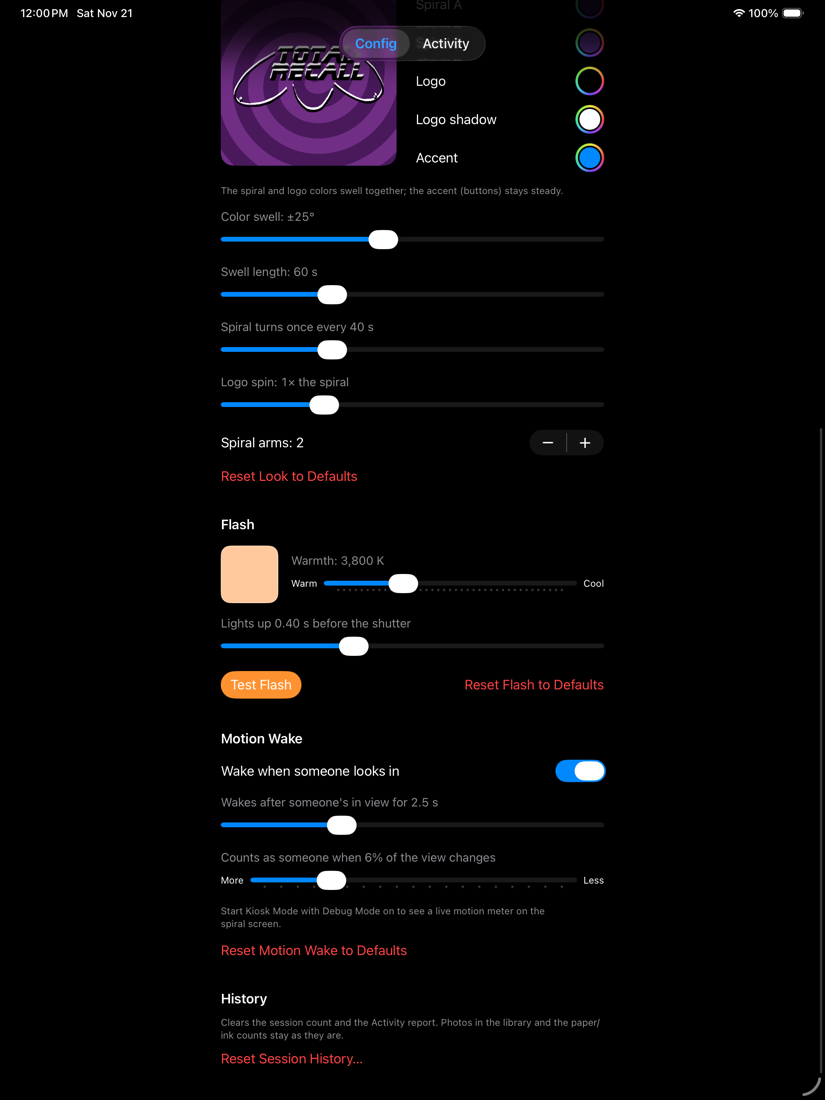 12:00 PM Sat Nov 21
100%
Spiral A
Config
Activity
TOTAL
RECALL
Logo
Logo shadow
Accent
The spiral and logo colors swell together; the accent (buttons) stays steady.
Color swell: ±25°
Swell length: 60 s
Spiral turns once every 40 s
Logo spin: 1× the spiral
Spiral arms: 2
Reset Look to Defaults
Flash
Warmth: 3,800 K
Warm
Cool
Lights up 0.40 s before the shutter
Test Flash
Reset Flash to Defaults
Motion Wake
Wake when someone looks in
Wakes after someone's in view for 2.5 s
Counts as someone when 6% of the view changes
More
Less
Start Kiosk Mode with Debug Mode on to see a live motion meter on the
spiral screen.
Reset Motion Wake to Defaults
History
Clears the session count and the Activity report. Photos in the library and the paper/
ink counts stay as they are.
Reset Session History...